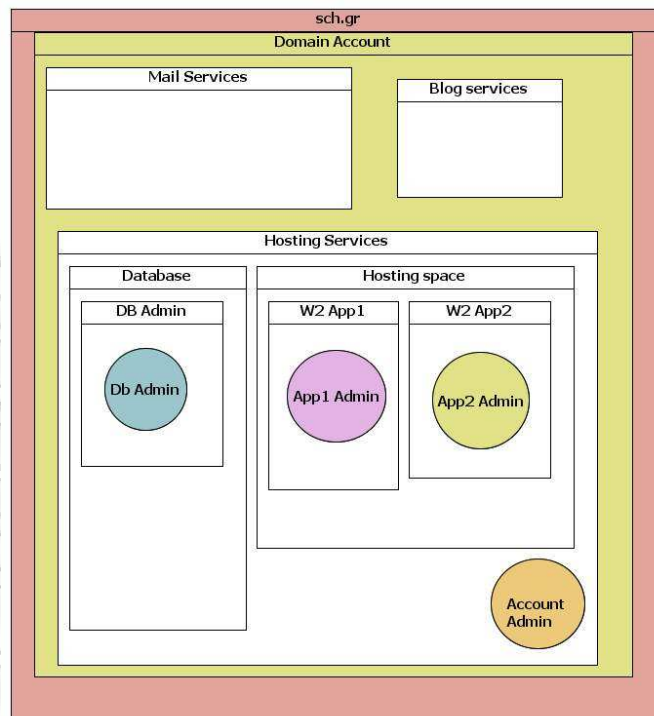 sch.gr
Domain Account
Mail Services
Blog services
Hosting Services
Database
Hosting space
DB Admin
W2 App1
W2 App2
Db Admin
App1 Admin
App2 Admin
Account
Admin